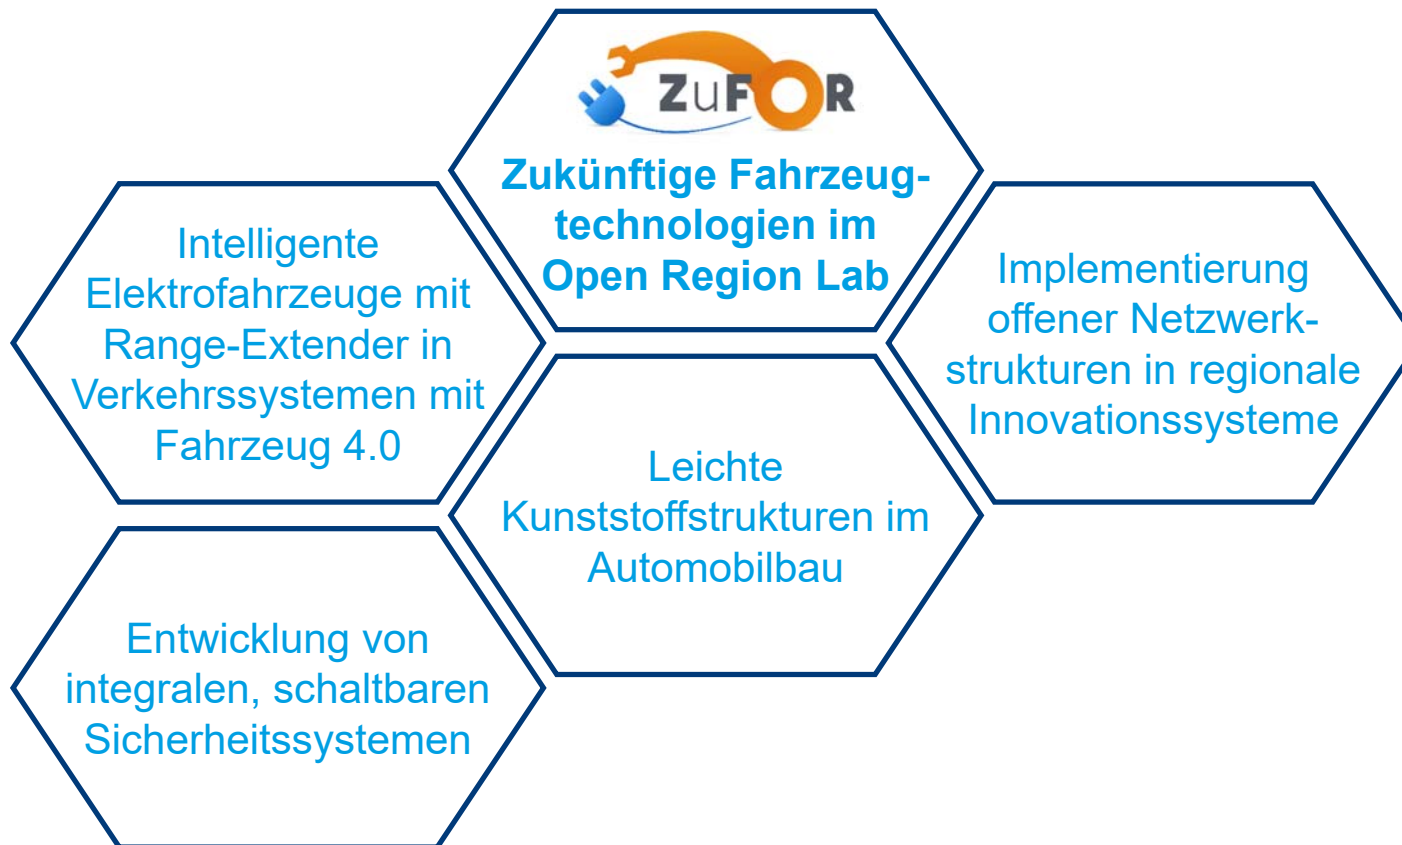 ZuFOR
Zukünftige Fahrzeug-
technologien im
Open Region Lab
Intelligente
Elektrofahrzeuge mit
Range-Extender in
Verkehrssystemen mit
Fahrzeug 4.0
Implementierung
offener Netzwerk-
strukturen in regionale
Innovationssysteme
Leichte
Kunststoffstrukturen im
Automobilbau
Entwicklung von
integralen, schaltbaren
Sicherheitssystemen